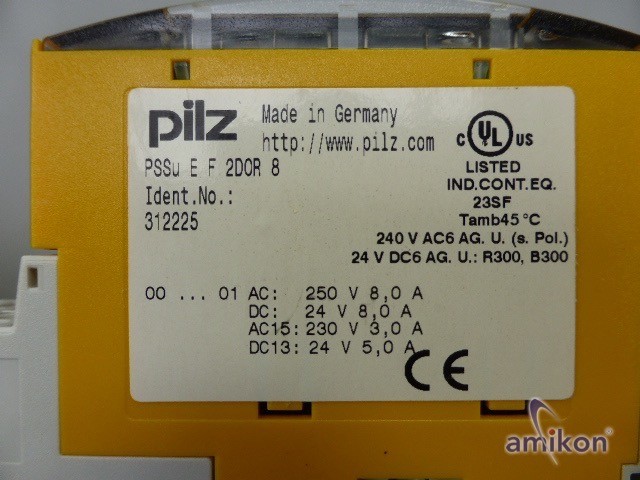 pilz
Made in Germany
http://www.pilz.com
PSSu E F 2DOR 8
Ident.No.:
312225
C UL US
LISTED
IND.CONT.EQ.
23SF
Tamb45°C
240 V AC6 AG. U. (s. Pol.)
24 V DC6 AG. U.: R300, B300
00 ... 01 AC: 250 V 8,0 A
DC: 24 V 8,0 A
AC15: 230 V 3,0 A
DC13: 24 V 5,0 A
CE
amikon®